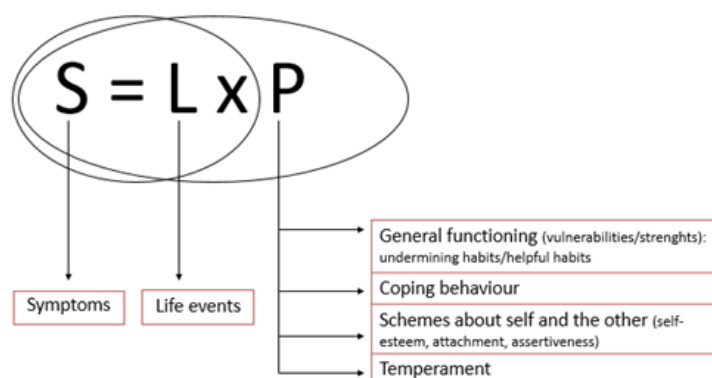 S = L x P
General functioning (vulnerabilities/strenghts):
undermining habits/helpful habits
Coping behaviour
Schemes about self and the other (self-
esteem, attachment, assertiveness)
Temperament
Symptoms
Life events